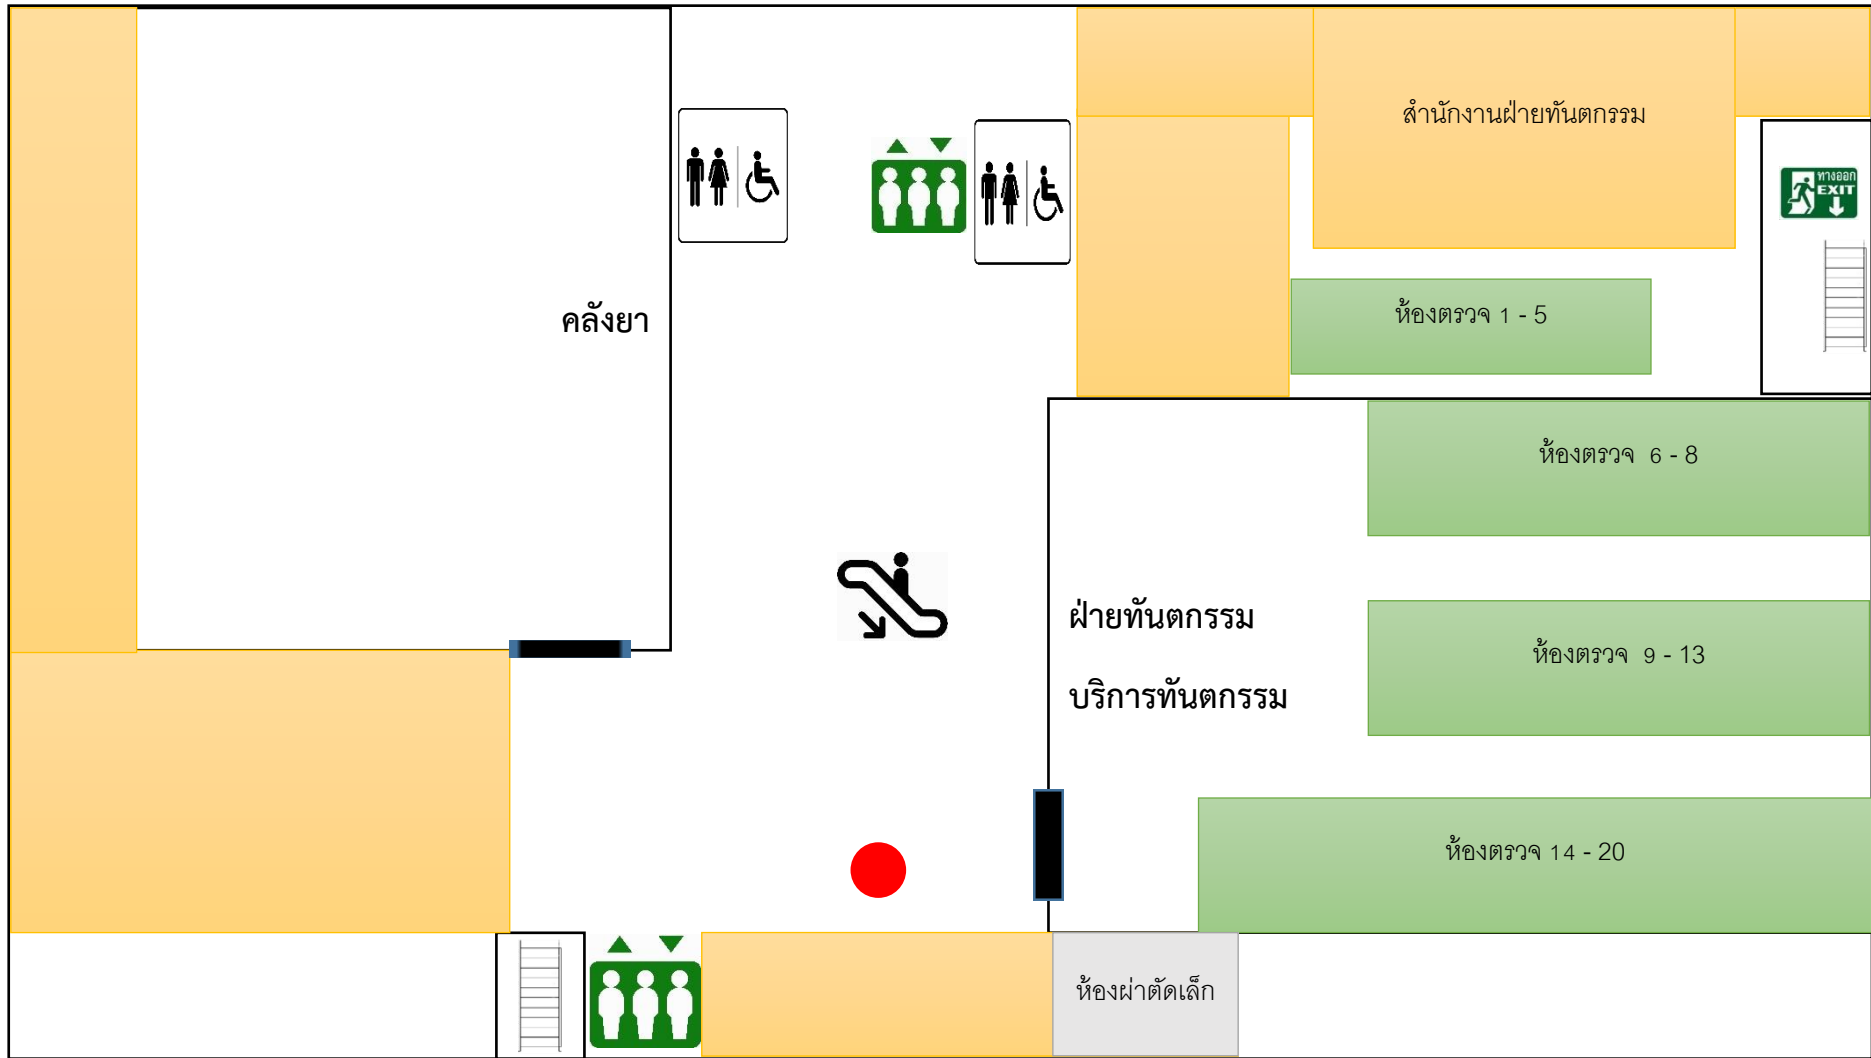 สำนักงานฝ่ายทันตกรรม
ทางออก
EXIT
คลังยา
ห้องตรวจ 1 - 5
ห้องตรวจ 6 - 8
ฝ่ายทันตกรรม
บริการทันตกรรม
ห้องตรวจ 9 - 13
ห้องตรวจ 14 - 20
ห้องผ่าตัดเล็ก